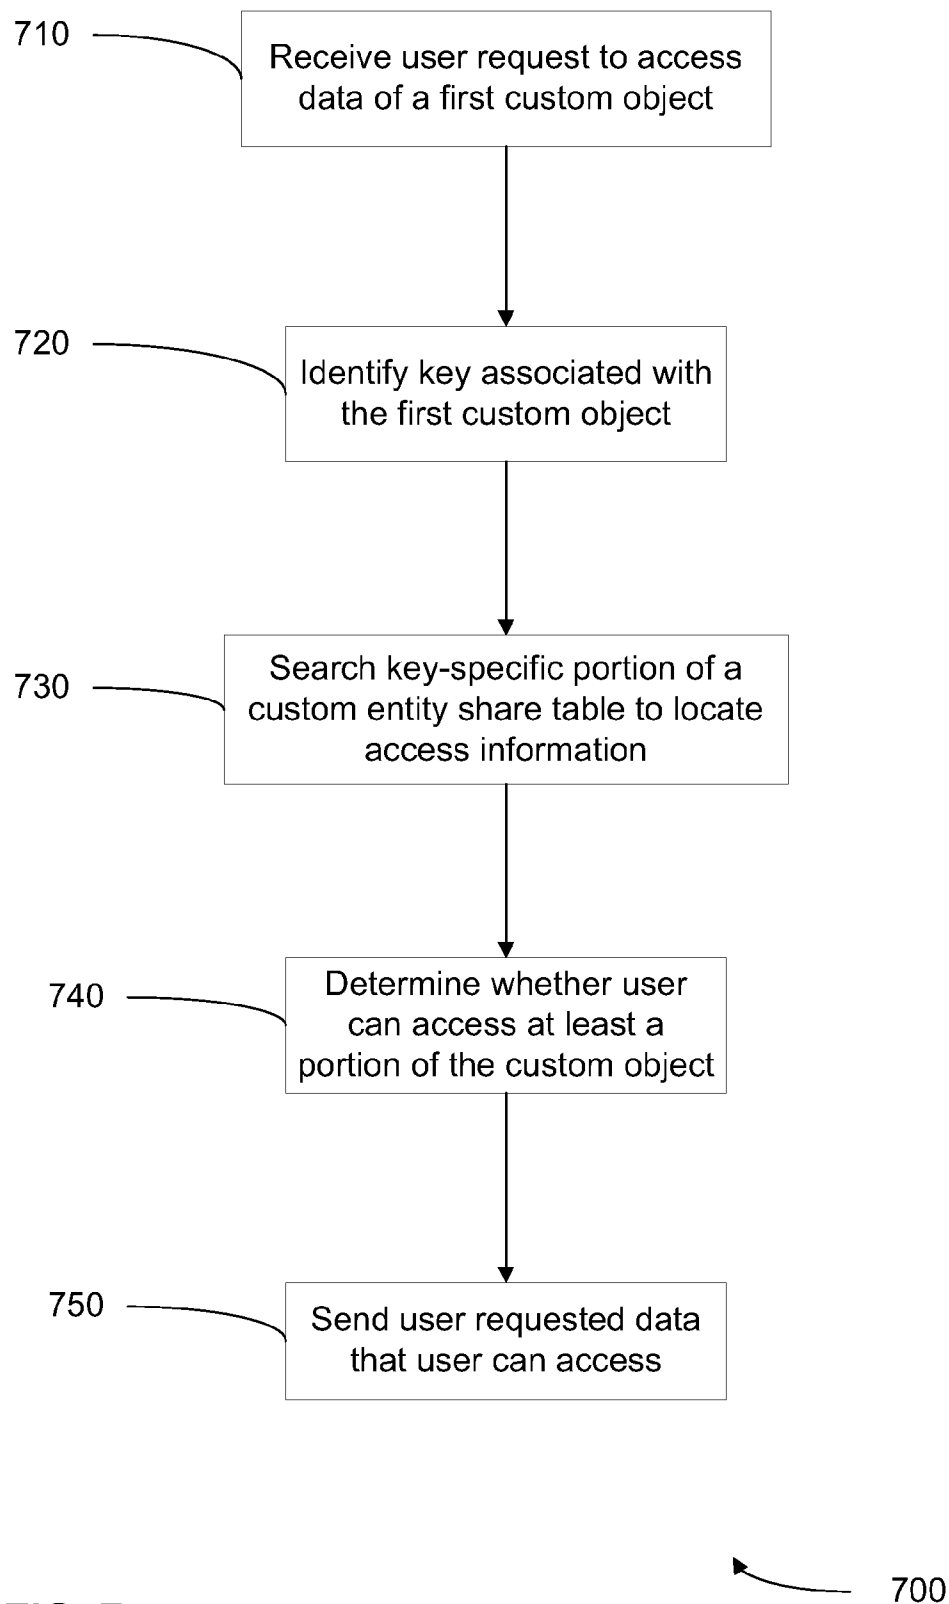 710
Receive user request to access
data of a first custom object
720
Identify key associated with
the first custom object
730
Search key-specific portion of a
custom entity share table to locate
access information
740
Determine whether user
can access at least a
portion of the custom object
750
Send user requested data
that user can access
700